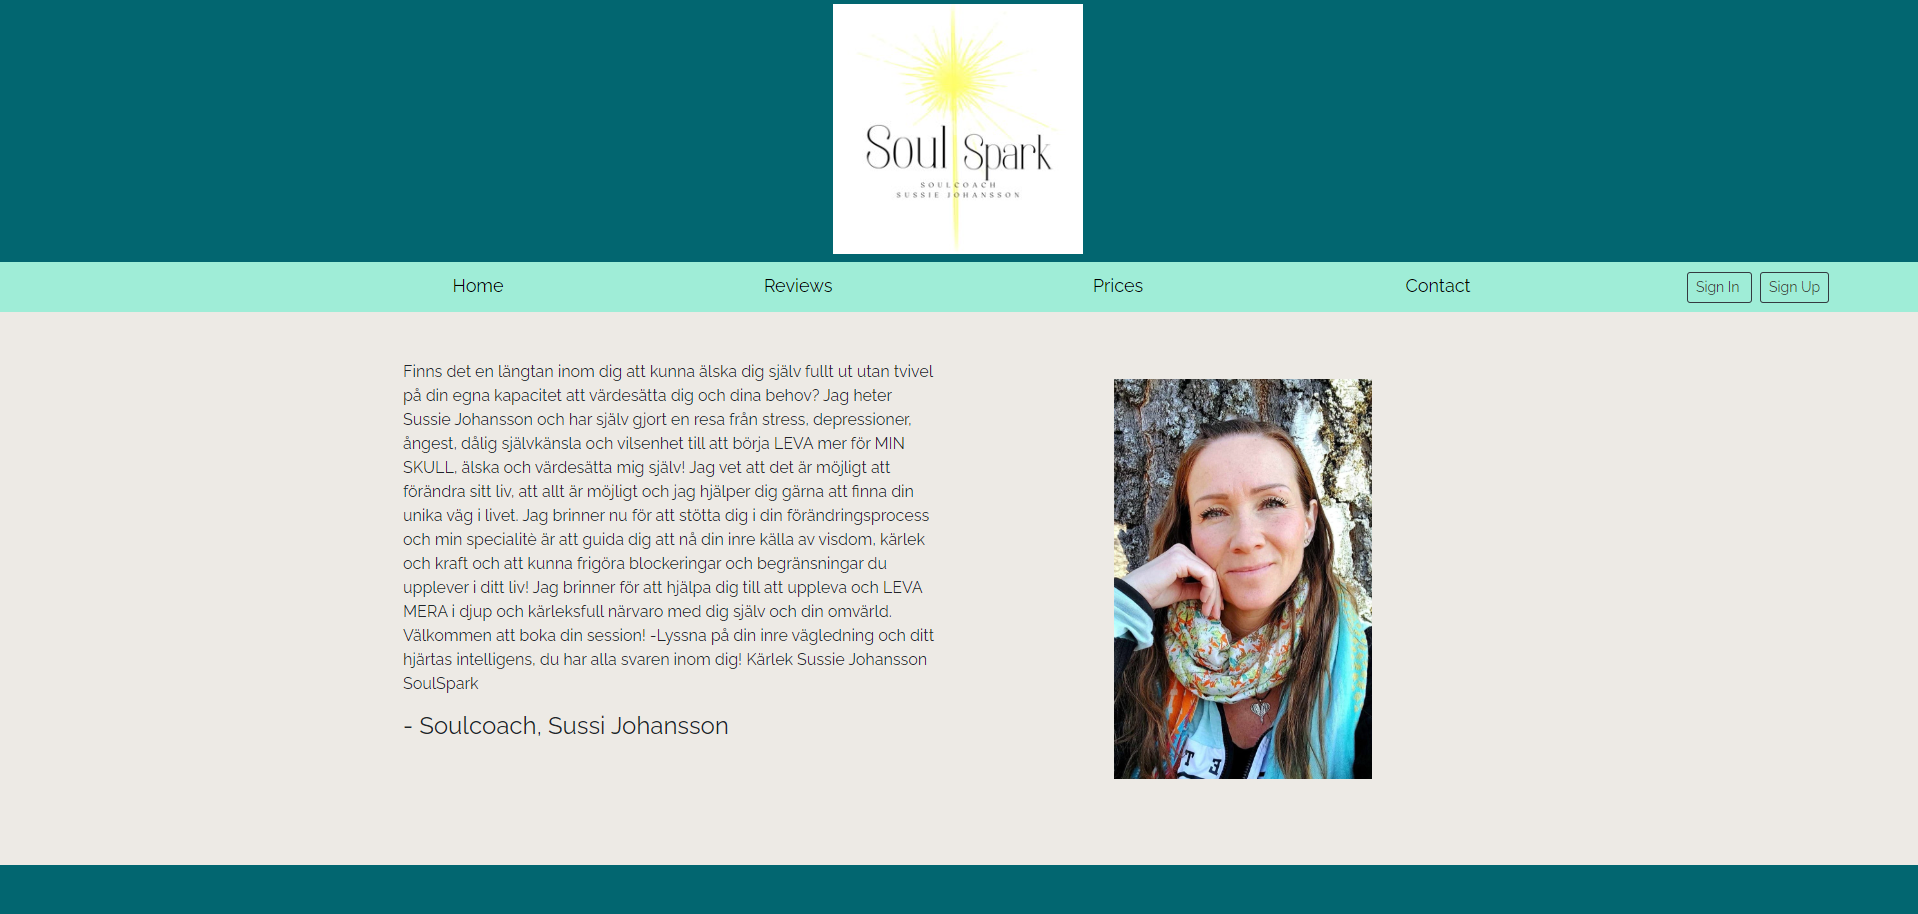 Soul Spark
SOULCOACH
SUSSIE JOHANSSON
Home Reviews Prices Contact Sign In Sign Up
Finns det en längtan inom dig att kunna älska dig själv fullt ut utan tvivel
på din egna kapacitet att värdesätta dig och dina behov? Jag heter
Sussie Johansson och har själv gjort en resa från stress, depressioner,
ångest, dålig självkänsla och vilsenhet till att börja LEVA mer för MIN
SKULL, älska och värdesätta mig själv! Jag vet att det är möjligt att
förändra sitt liv, att allt är möjligt och jag hjälper dig gärna att finna din
unika väg i livet. Jag brinner nu för att stötta dig i din förändringsprocess
och min specialitè är att guida dig att nå din inre källa av visdom, kärlek
och kraft och att kunna frigöra blockeringar och begränsningar du
upplever i ditt liv! Jag brinner för att hjälpa dig till att uppleva och LEVA
MERA i djup och kärleksfull närvaro med dig själv och din omvärld.
Välkommen att boka din session! -Lyssna på din inre vägledning och ditt
hjärtas intelligens, du har alla svaren inom dig! Kärlek Sussie Johansson
SoulSpark
- Soulcoach, Sussi Johansson